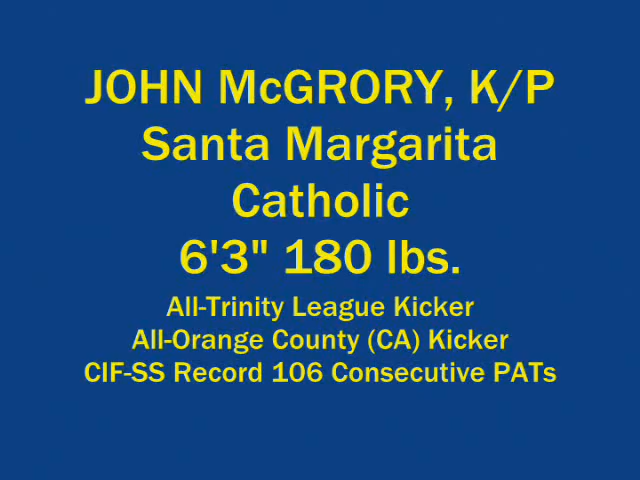 JOHN McGRORY, K/P
Santa Margarita
Catholic
6'3" 180 lbs.
All-Trinity League Kicker
All-Orange County (CA) Kicker
CIF-SS Record 106 Consecutive PATs